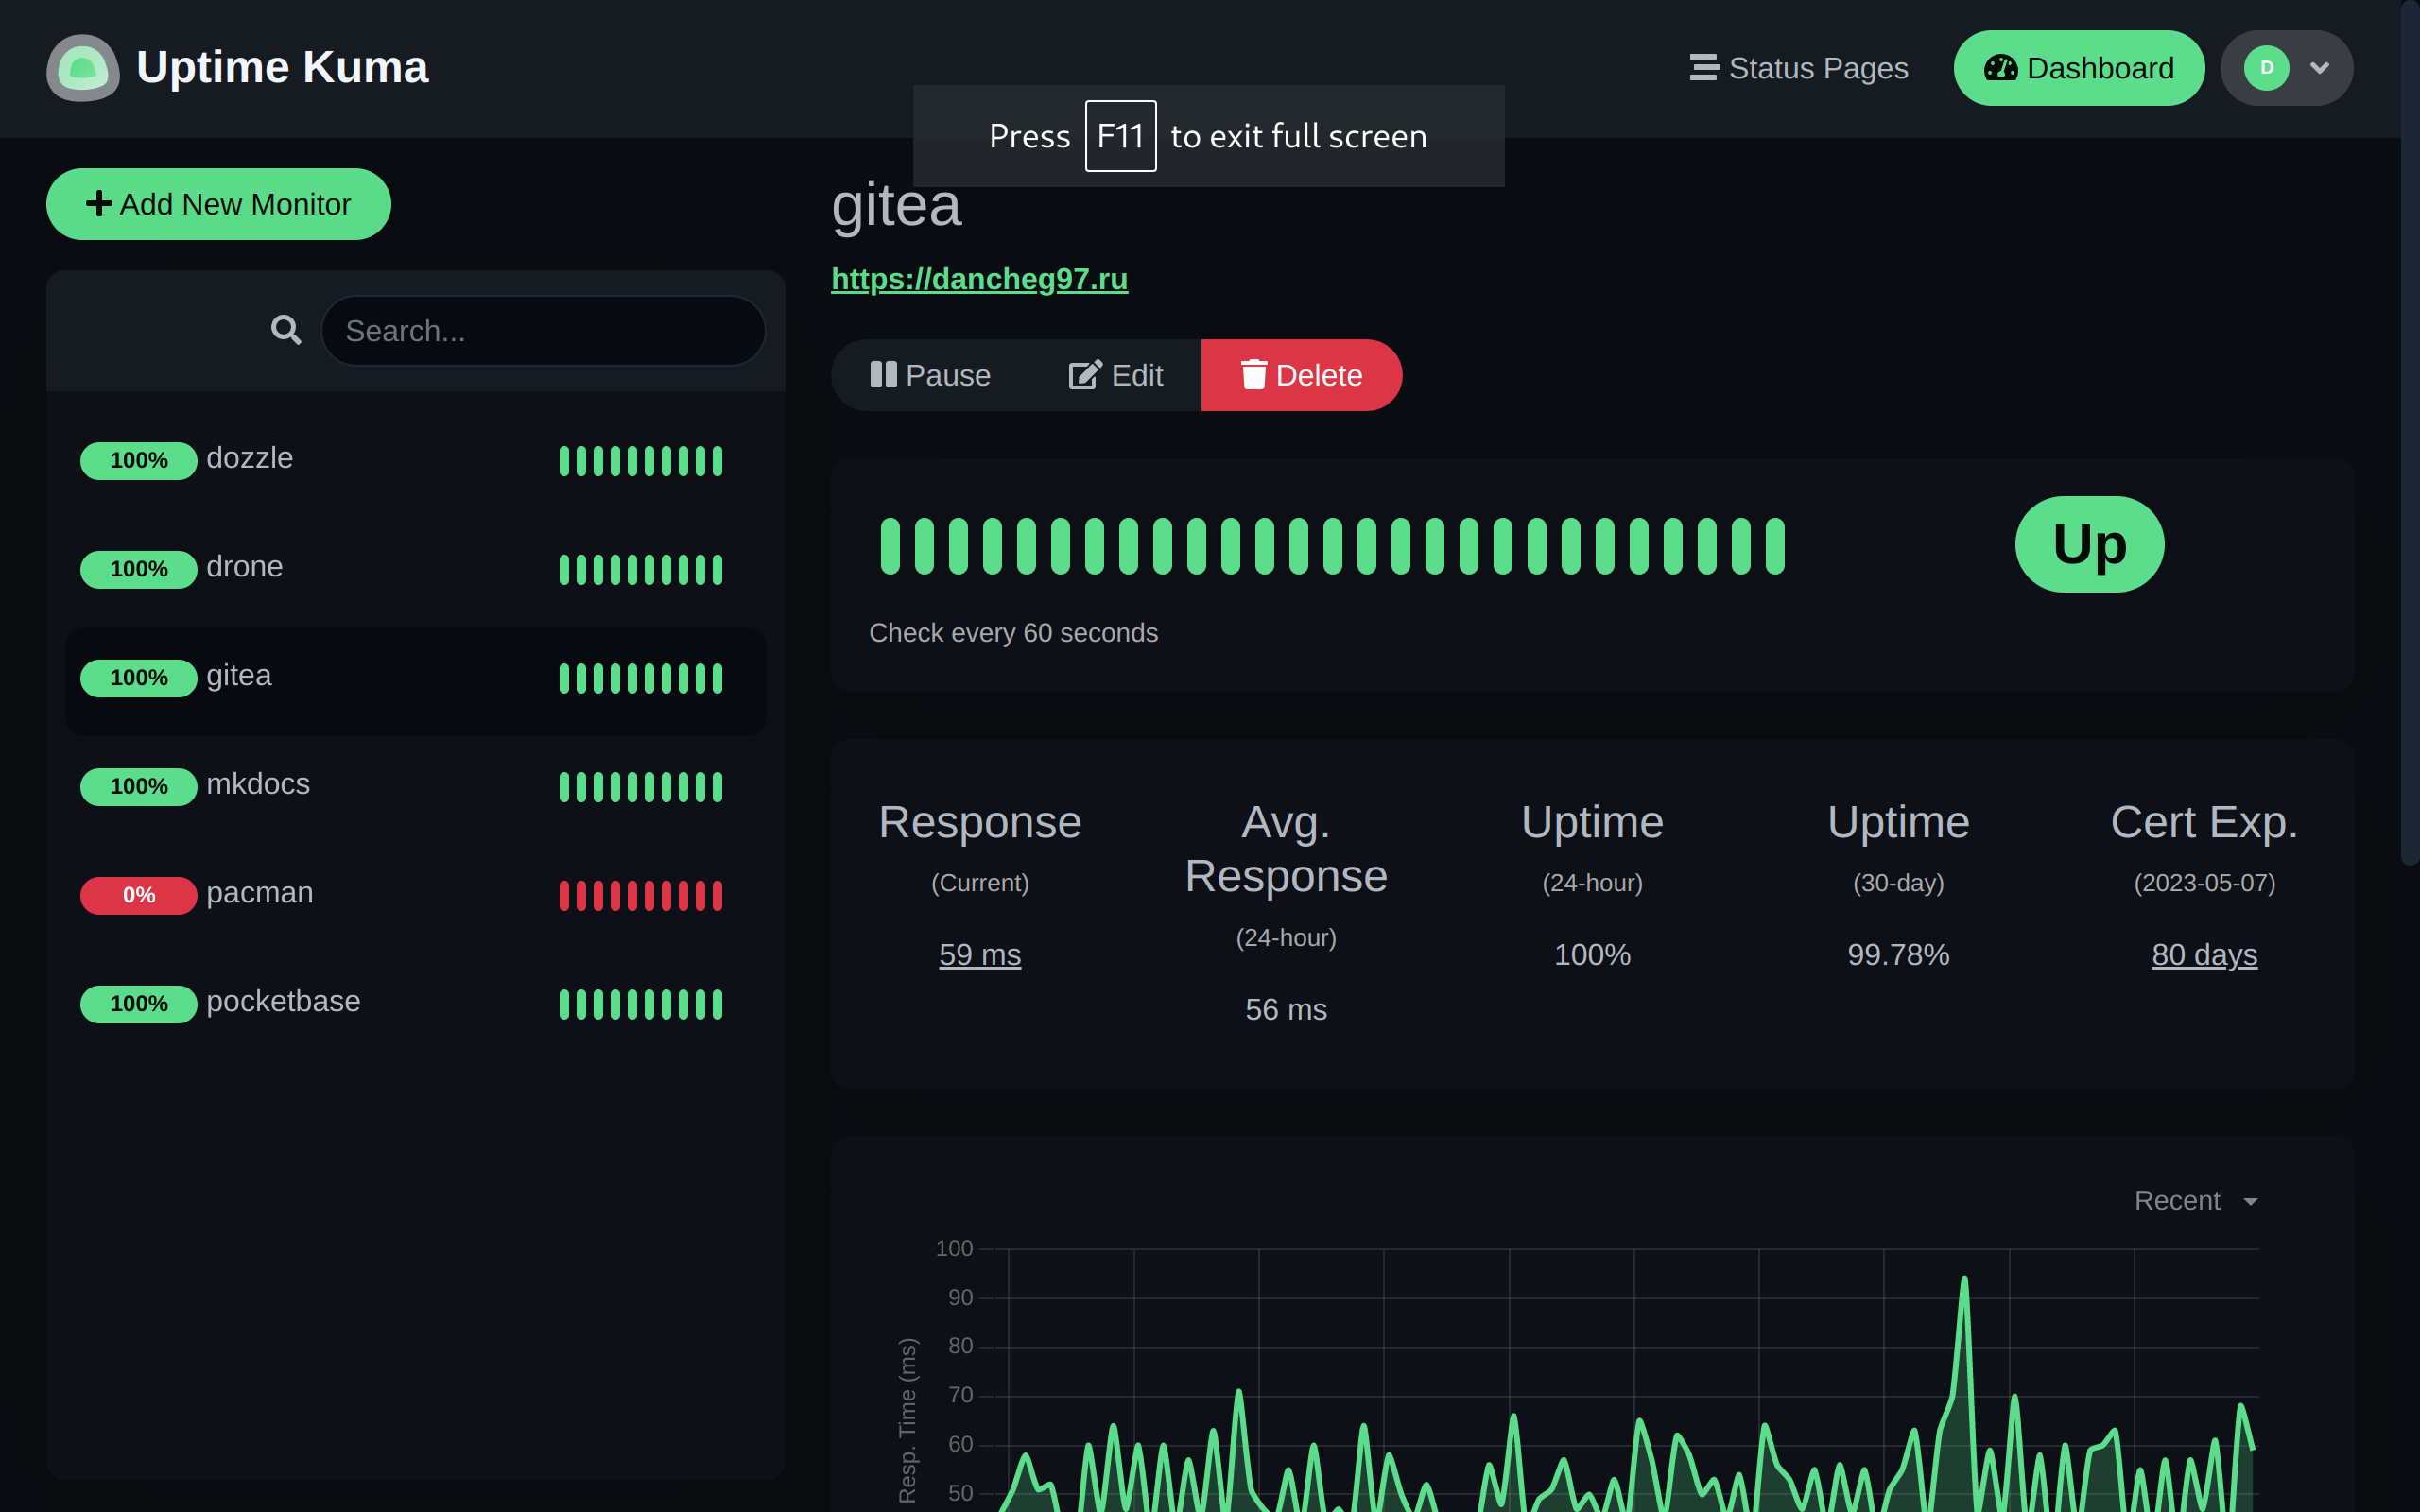 Uptime Kuma
Status Pages
Dashboard
D
Press F11 to exit full screen
Add New Monitor
Search...
100% dozzle
100% drone
100% gitea
100% mkdocs
0% pacman
100% pocketbase
gitea
https://dancheg97.ru
Pause
Edit
Delete
Up
Check every 60 seconds
Response
(Current)
59 ms
Avg.
Response
(24-hour)
56 ms
Uptime
(24-hour)
100%
Uptime
(30-day)
99.78%
Cert Exp.
(2023-05-07)
80 days
Recent
Resp. Time (ms)
100
90
80
70
60
50